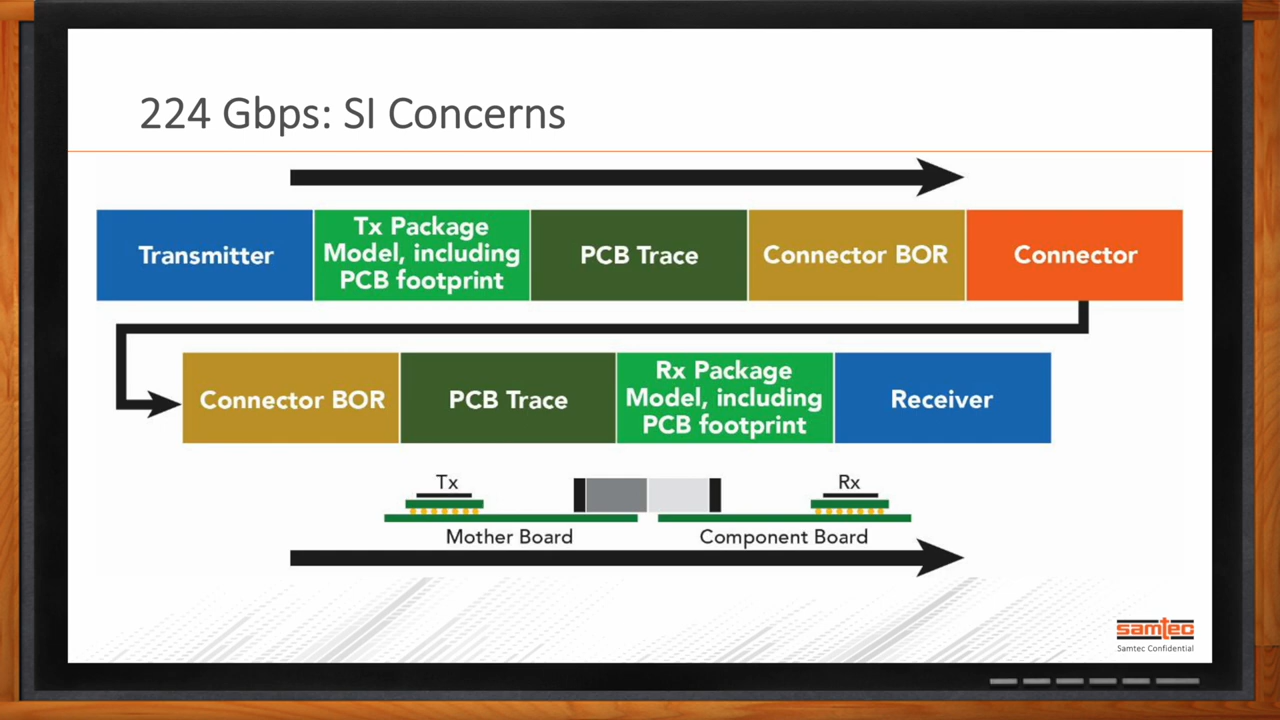 224 Gbps: SI Concerns
Transmitter
Tx Package
Model, including
PCB footprint
PCB Trace
Connector BOR
Connector
Connector BOR
PCB Trace
Rx Package
Model, including
PCB footprint
Receiver
Tx
Rx
Mother Board
Component Board
samtec
Samtec Confidential